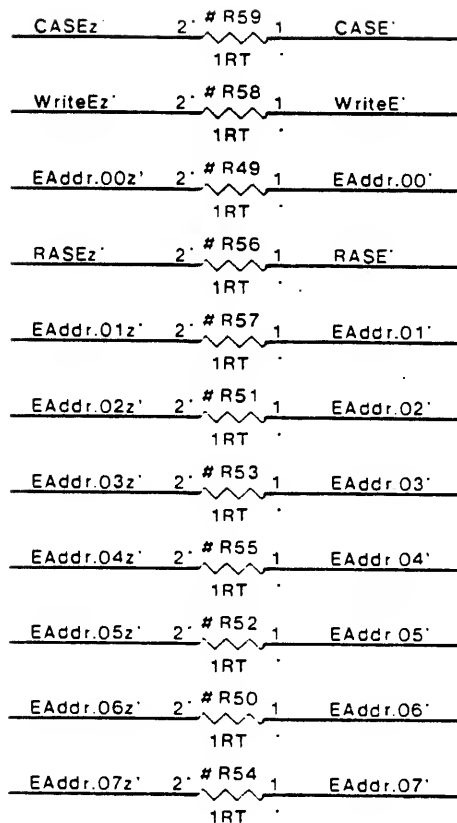 # R59
CASEz' 2' 1 CASE'
1RT
# R58
WriteEz' 2' 1 WriteE'
1RT
# R49
EAddr.00z' 2' 1 EAddr.00'
1RT
# R56
RASEz' 2' 1 RASE'
1RT
# R57
EAddr.01z' 2' 1 EAddr.01'
1RT
# R51
EAddr.02z' 2' 1 EAddr.02'
1RT
# R53
EAddr.03z' 2' 1 EAddr.03'
1RT
# R55
EAddr.04z' 2' 1 EAddr.04'
1RT
# R52
EAddr.05z' 2' 1 EAddr.05'
1RT
# R50
EAddr.06z' 2' 1 EAddr.06'
1RT
# R54
EAddr.07z' 2' 1 EAddr.07'
1RT